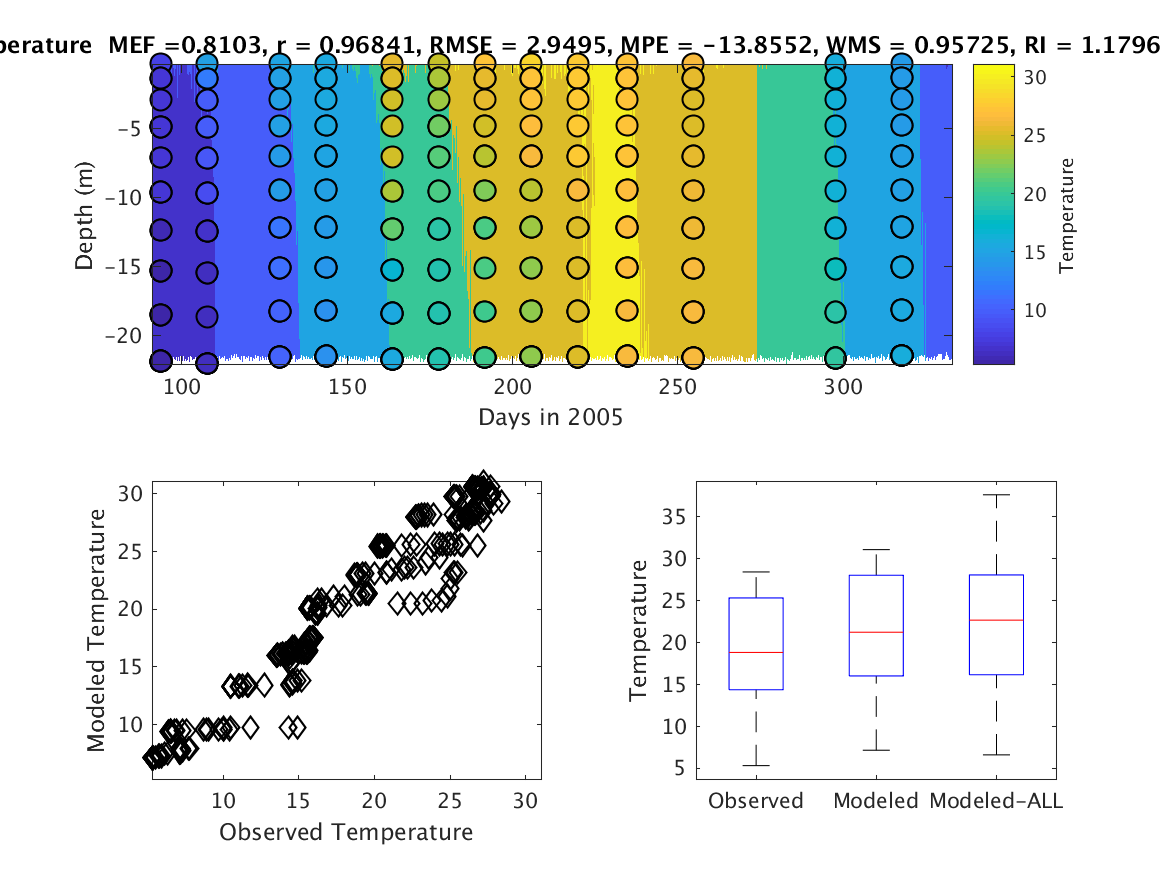 perature MEF =0.8103, r = 0.96841, RMSE = 2.9495, MPE = -13.8552, WMS = 0.95725, RI = 1.1796
Depth (m)
-5
-10
-15
-20
100 150 200 250 300
Days in 2005
30
25
20
15
10
Temperature
Modeled Temperature
30
25
20
15
10
10 15 20 25 30
Observed Temperature
Temperature
35
30
25
20
15
10
5
Observed Modeled Modeled-ALL